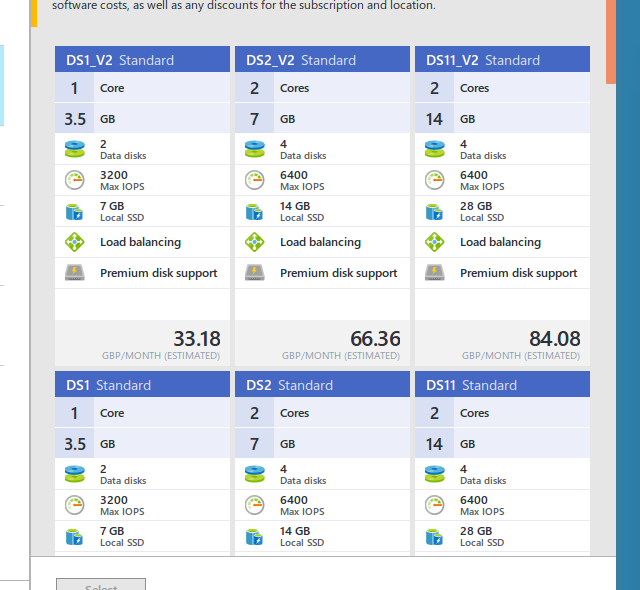 software costs, as well as any discounts for the subscription and location.
DS1_V2 Standard
1 Core
3.5 GB
2
Data disks
3200
Max IOPS
7 GB
Local SSD
Load balancing
Premium disk support
33.18
GBP/MONTH (ESTIMATED)
DS2_V2 Standard
2 Cores
7 GB
4
Data disks
6400
Max IOPS
14 GB
Local SSD
Load balancing
Premium disk support
66.36
GBP/MONTH (ESTIMATED)
DS11_V2 Standard
2 Cores
14 GB
4
Data disks
6400
Max IOPS
28 GB
Local SSD
Load balancing
Premium disk support
84.08
GBP/MONTH (ESTIMATED)
DS1 Standard
1 Core
3.5 GB
2
Data disks
3200
Max IOPS
7 GB
Local SSD
DS2 Standard
2 Cores
7 GB
4
Data disks
6400
Max IOPS
14 GB
Local SSD
DS11 Standard
2 Cores
14 GB
4
Data disks
6400
Max IOPS
28 GB
Local SSD
Select